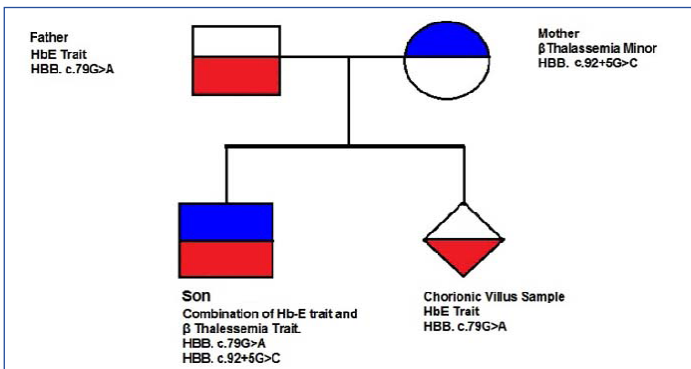 Father
HbE Trait
HBB. c.79G>A
Mother
βThalassemia Minor
HBB. c.92+5G>C
Son
Combination of Hb-E trait and
β Thalessemia Trait.
HBB. c.79G>A
HBB. c.92+5G>C
Chorionic Villus Sample
HbE Trait
HBB. c.79G>A